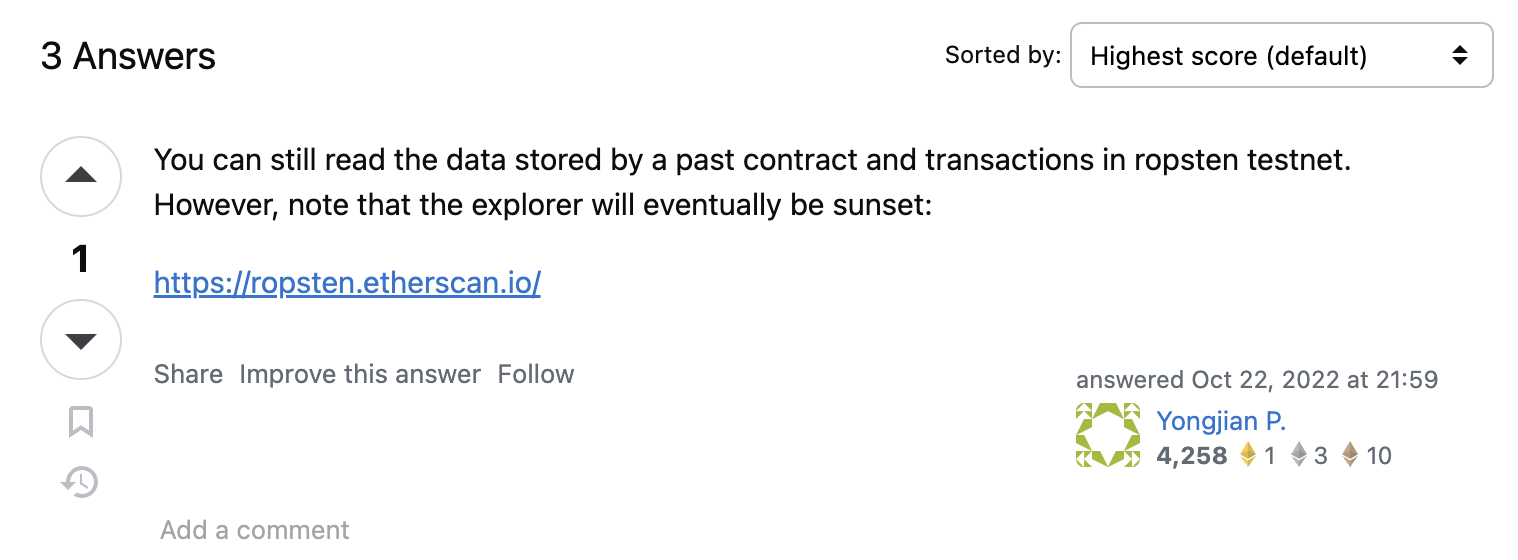 3 Answers
Sorted by: Highest score (default)
You can still read the data stored by a past contract and transactions in ropsten testnet.
However, note that the explorer will eventually be sunset:
1
https://ropsten.etherscan.io/
Share Improve this answer Follow
answered Oct 22, 2022 at 21:59
Yongjian P.
4,258 1 3 10
Add a comment